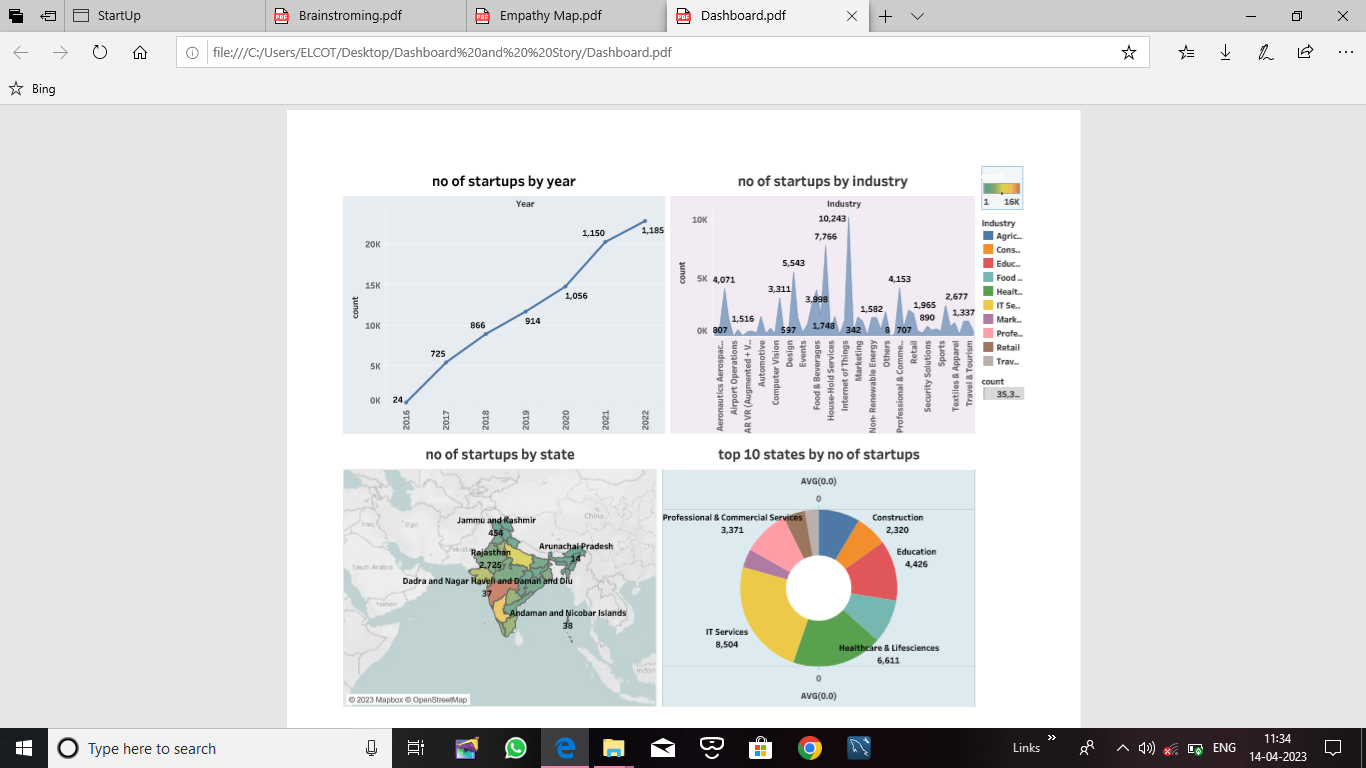 StartUp
Brainstroming.pdf
Empathy Map.pdf
Dashboard.pdf
file:///C:/Users/ELCOT/Desktop/Dashboard%20and%20%20Story/Dashboard.pdf
Bing
no of startups by year
Year
count
20K
15K
10K
5K
0K
24
725
866
914
1,056
1,150
1,185
2016
2017
2018
2019
2020
2021
2022
no of startups by industry
Industry
count
10K
5K
0K
10,243
7,766
5,543
4,071
3,311
3,998
4,153
1,516
1,582
1,965
2,677
890
1,337
807
597
1,748
342
8
707
Aeronautics Aerospac..
Airport Operations
AR VR (Augmented + V..
Automotive
Computer Vision
Design
Events
Food & Beverages
House-Hold Services
Internet of Things
Marketing
Non- Renewable Energy
Others
Professional & Comme..
Retail
Security Solutions
Sports
Textiles & Apparel
Travel & Tourism
1 16K
Industry
Agric..
Cons..
Educ..
Food ..
Healt..
IT Se..
Mark..
Profe..
Retail
Trav..
count
35,3..
no of startups by state
Jammu and Kashmir
454
Arunachal Pradesh
14
Rajasthan
2,725
Dadra and Nagar Haveli and Daman and Diu
37
Andaman and Nicobar Islands
38
Iraq
Iran
China
Saudi Arabia
Yemen
© 2023 Mapbox © OpenStreetMap
top 10 states by no of startups
AVG(0.0)
0
Professional & Commercial Services
3,371
Construction
2,320
Education
4,426
IT Services
8,504
Healthcare & Lifesciences
6,611
0
AVG(0.0)
Type here to search
Links
ENG
11:34
14-04-2023